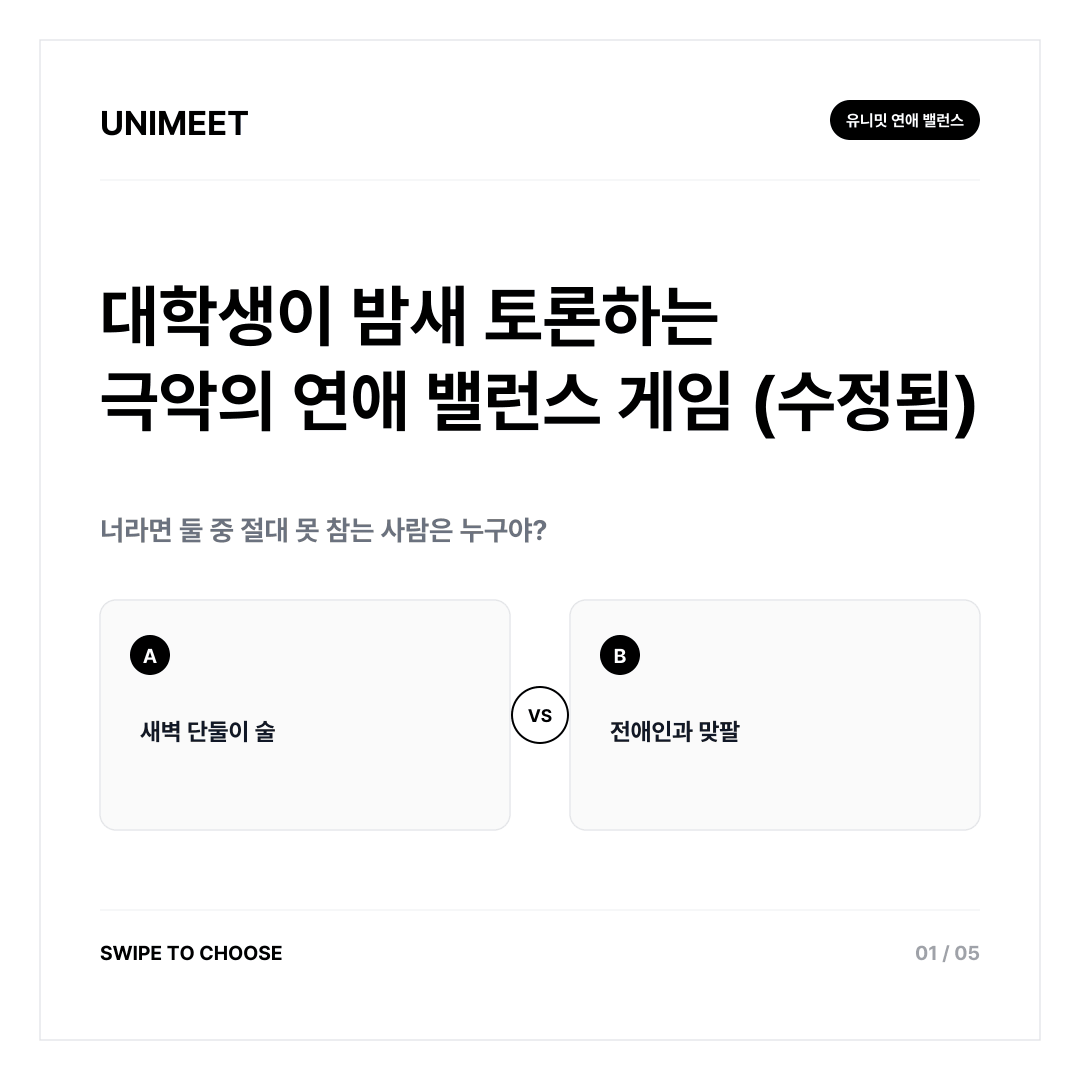 UNIMEET
유니밋 연애 밸런스
대학생이 밤새 토론하는
극악의 연애 밸런스 게임 (수정됨)
너라면 둘 중 절대 못 참는 사람은 누구야?
A
새벽 단둘이 술
VS
B
전애인과 맞팔
SWIPE TO CHOOSE
01 / 05